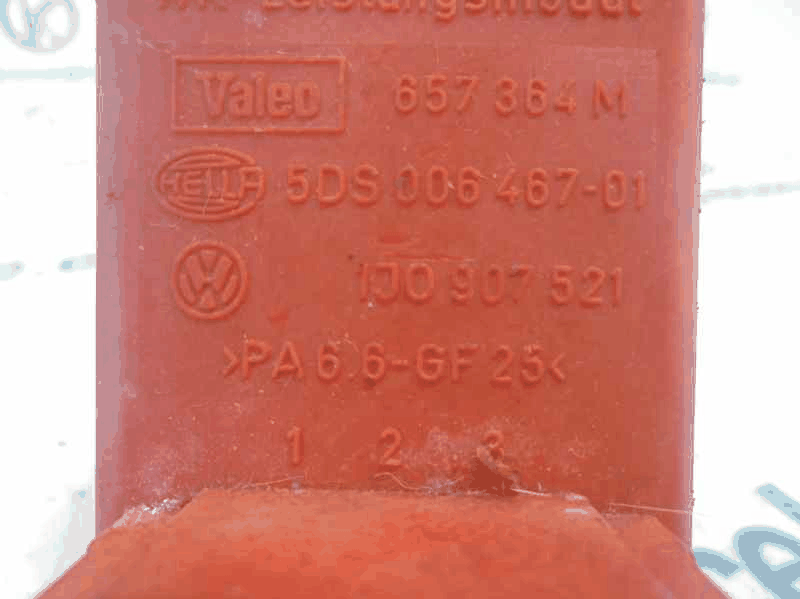 Valeo 657 364 M
HELLA 5DS 006 467-01
VW 1J0 907 521
>PA 6.6-GF 25<
1 2 3